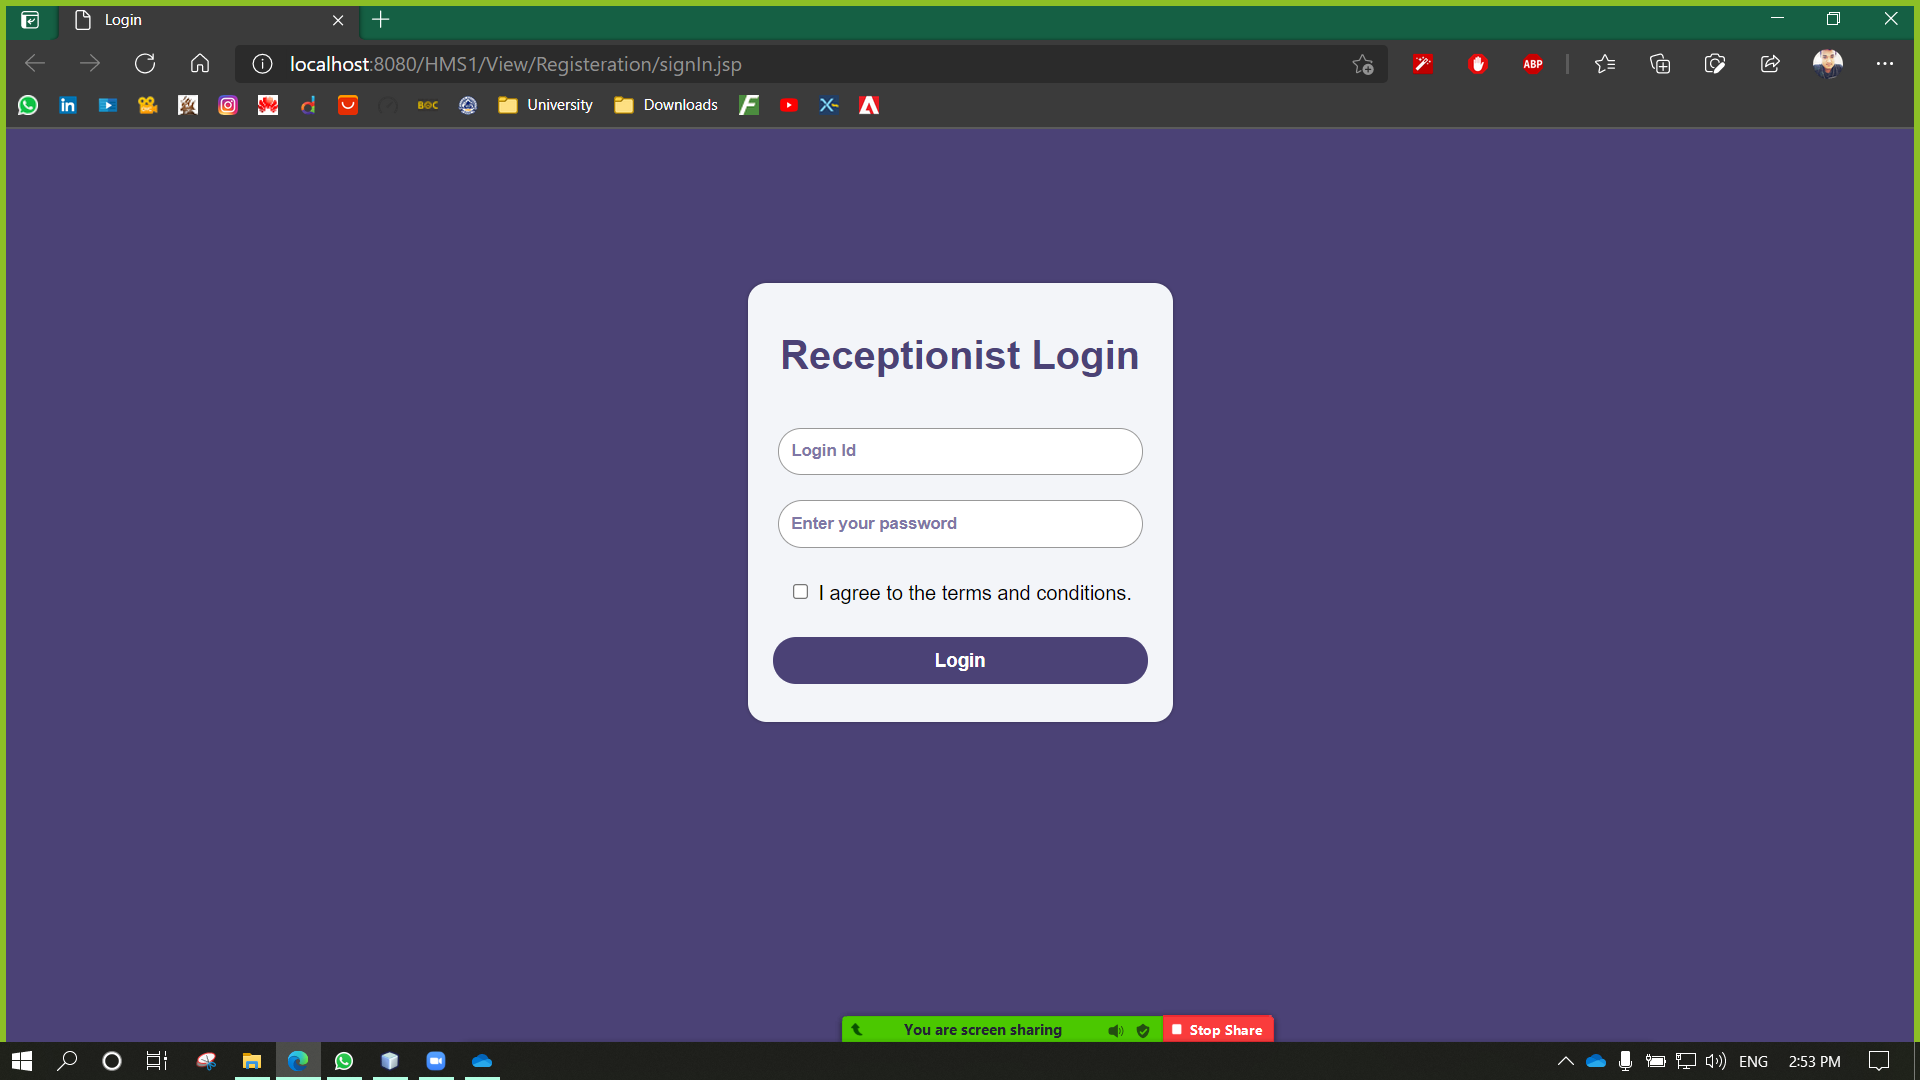 Login
localhost:8080/HMS1/View/Registeration/signIn.jsp
ABP
BOC
University
Downloads
Receptionist Login
Login Id
Enter your password
I agree to the terms and conditions.
Login
You are screen sharing
Stop Share
ENG
2:53 PM